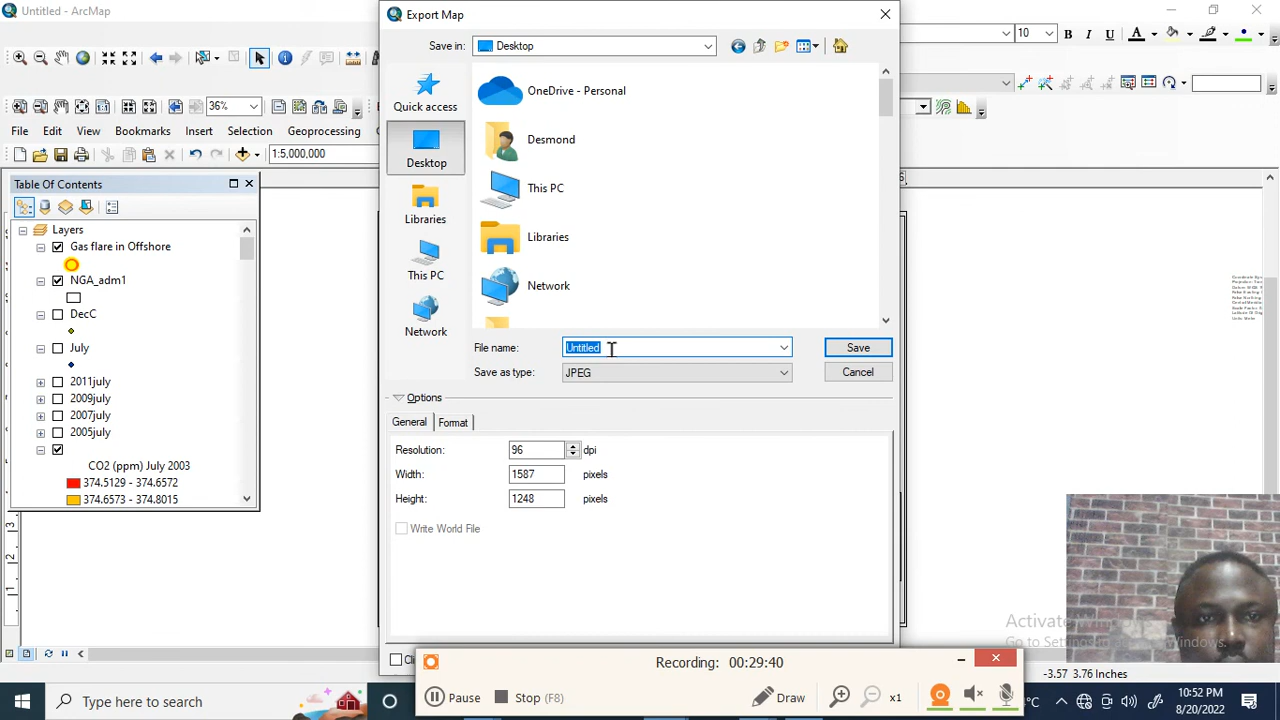 Untitled - ArcMap
Export Map
Save in:
Desktop
10
B I U A
36%
File Edit View Bookmarks Insert Selection Geoprocessing
1:5,000,000
Table Of Contents
Layers
Gas flare in Offshore
NGA_adm1
DecC
July
2011july
2009july
2007july
2005july
CO2 (ppm) July 2003
374.5129 - 374.6572
374.6573 - 374.8015
Quick access
Desktop
Libraries
This PC
Network
OneDrive - Personal
Desmond
This PC
Libraries
Network
File name:
Untitled
Save
Save as type:
JPEG
Cancel
Options
General Format
Resolution: 96 dpi
Width: 1587 pixels
Height: 1248 pixels
Write World File
Recording: 00:29:40
Pause
Stop (F8)
Draw
x1
Activate Windows
Go to Settings to activate Windows.
-3.57 3.76 Inches
Type here to search
10:52 PM
8/20/2022